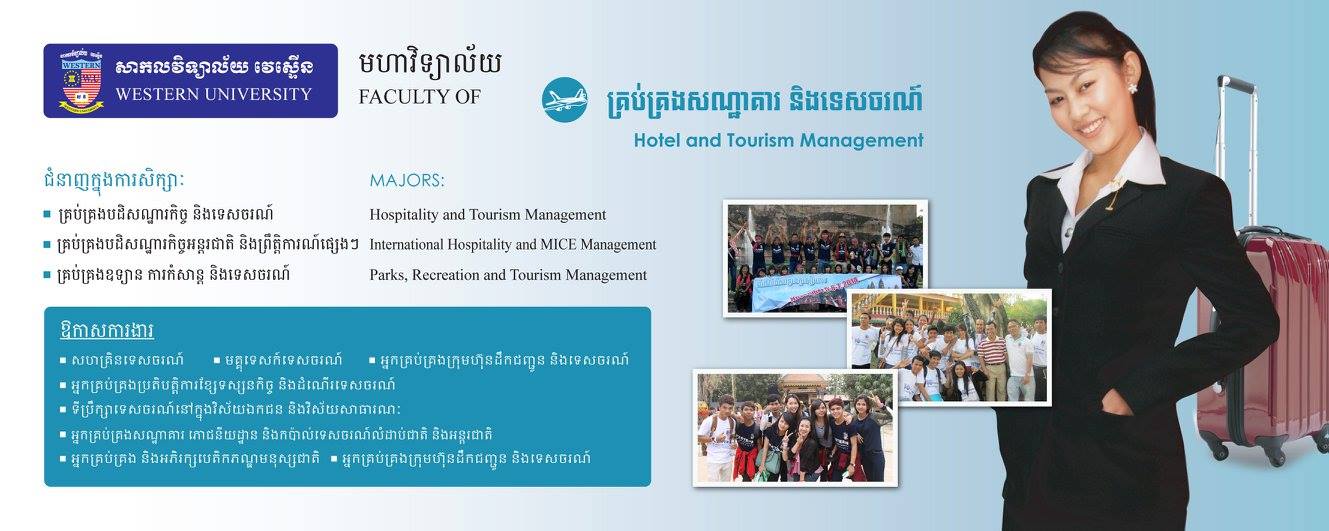 សាកលវិទ្យាល័យ វេស្ទើន
WESTERN UNIVERSITY
WESTERN
មហាវិទ្យាល័យ
FACULTY OF
គ្រប់គ្រងសណ្ឋាគារ និងទេសចរណ៍
Hotel and Tourism Management
ជំនាញក្នុងការសិក្សា:
MAJORS:
គ្រប់គ្រងបដិសណ្ឋារកិច្ច និងទេសចរណ៍
Hospitality and Tourism Management
គ្រប់គ្រងបដិសណ្ឋារកិច្ចអន្តរជាតិ និងព្រឹត្តិការណ៍ផ្សេងៗ
International Hospitality and MICE Management
គ្រប់គ្រងឧទ្យាន ការកំសាន្ត និងទេសចរណ៍
Parks, Recreation and Tourism Management
ឱកាសការងារ
សហគ្រិនទេសចរណ៍
មគ្គុទេសក៍ទេសចរណ៍
អ្នកគ្រប់គ្រងក្រុមហ៊ុនដឹកជញ្ជូន និងទេសចរណ៍
អ្នកគ្រប់គ្រងប្រតិបត្តិការខ្សែទស្សនកិច្ច និងដំណើរទេសចរណ៍
ទីប្រឹក្សាទេសចរណ៍នៅក្នុងវិស័យឯកជន និងវិស័យសាធារណ:
អ្នកគ្រប់គ្រងសណ្ឋាគារ ភោជនីយដ្ឋាន និងកប៉ាល់ទេសចរណ៍លំដាប់ជាតិ និងអន្តរជាតិ
អ្នកគ្រប់គ្រង និងអភិរក្សបេតិកភណ្ឌមនុស្សជាតិ
អ្នកគ្រប់គ្រងក្រុមហ៊ុនដឹកជញ្ជូន និងទេសចរណ៍